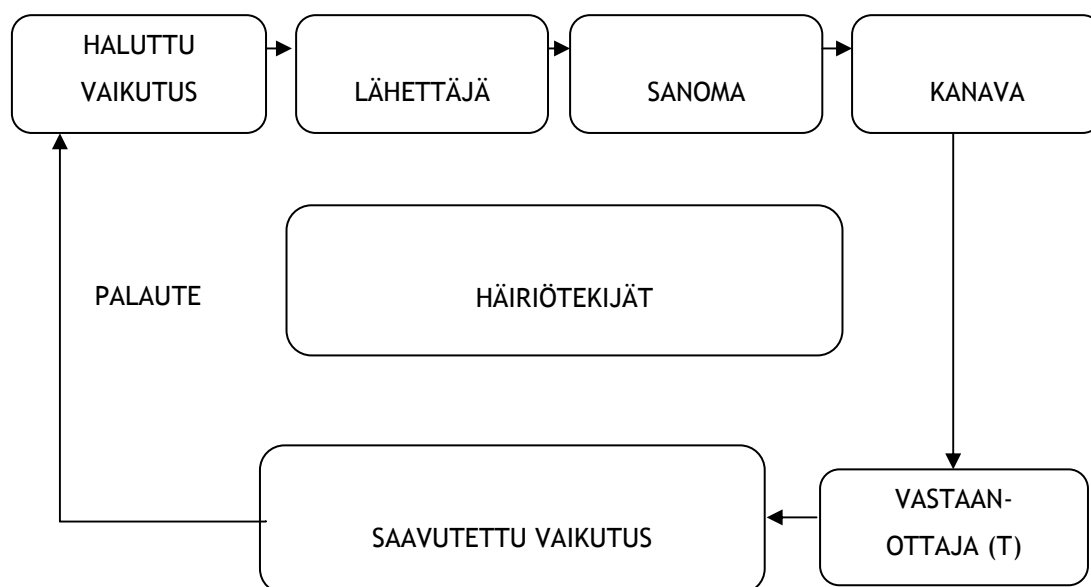 HALUTTU
VAIKUTUS
LÄHETTÄJÄ
SANOMA
KANAVA
PALAUTE
HÄIRIÖTEKIJÄT
SAAVUTETTU VAIKUTUS
VASTAAN-
OTTAJA (T)